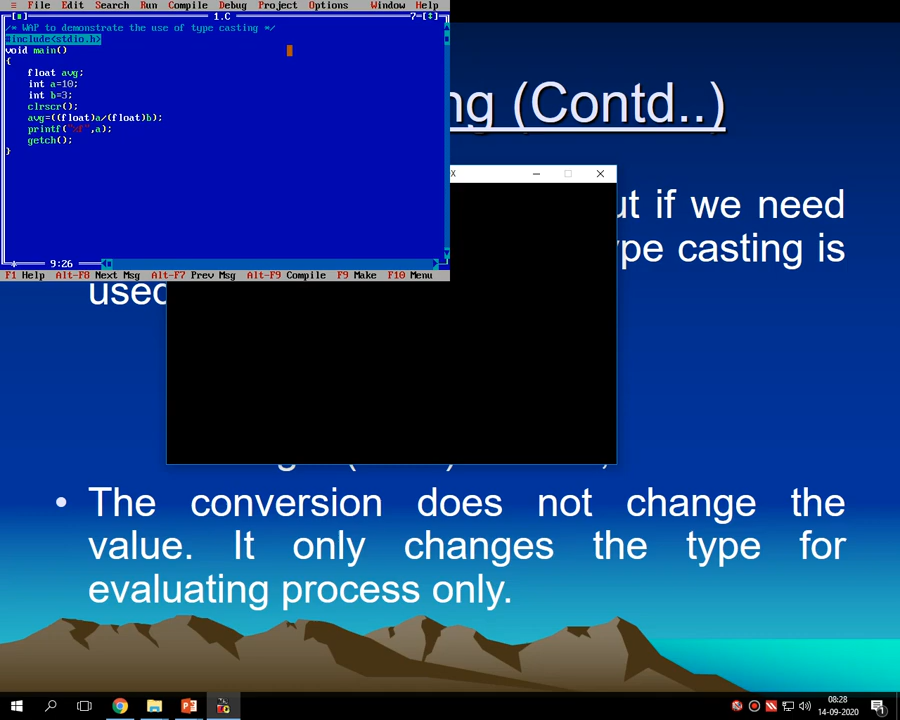 ≡ File Edit Search Run Compile Debug Project Options Window Help
1.C 7=[↕]
/* WAP to demonstrate the use of type casting */
#include<stdio.h>
void main()
{
float avg;
int a=10;
int b=3;
clrscr();
avg=((float)a/(float)b);
printf("%f",a);
getch();
}
9:26
F1 Help Alt-F8 Next Msg Alt-F7 Prev Msg Alt-F9 Compile F9 Make F10 Menu
ng (Contd..)
X
ut if we need
ype casting is
used
• The conversion does not change the
value. It only changes the type for
evaluating process only.
08:28
14-09-2020